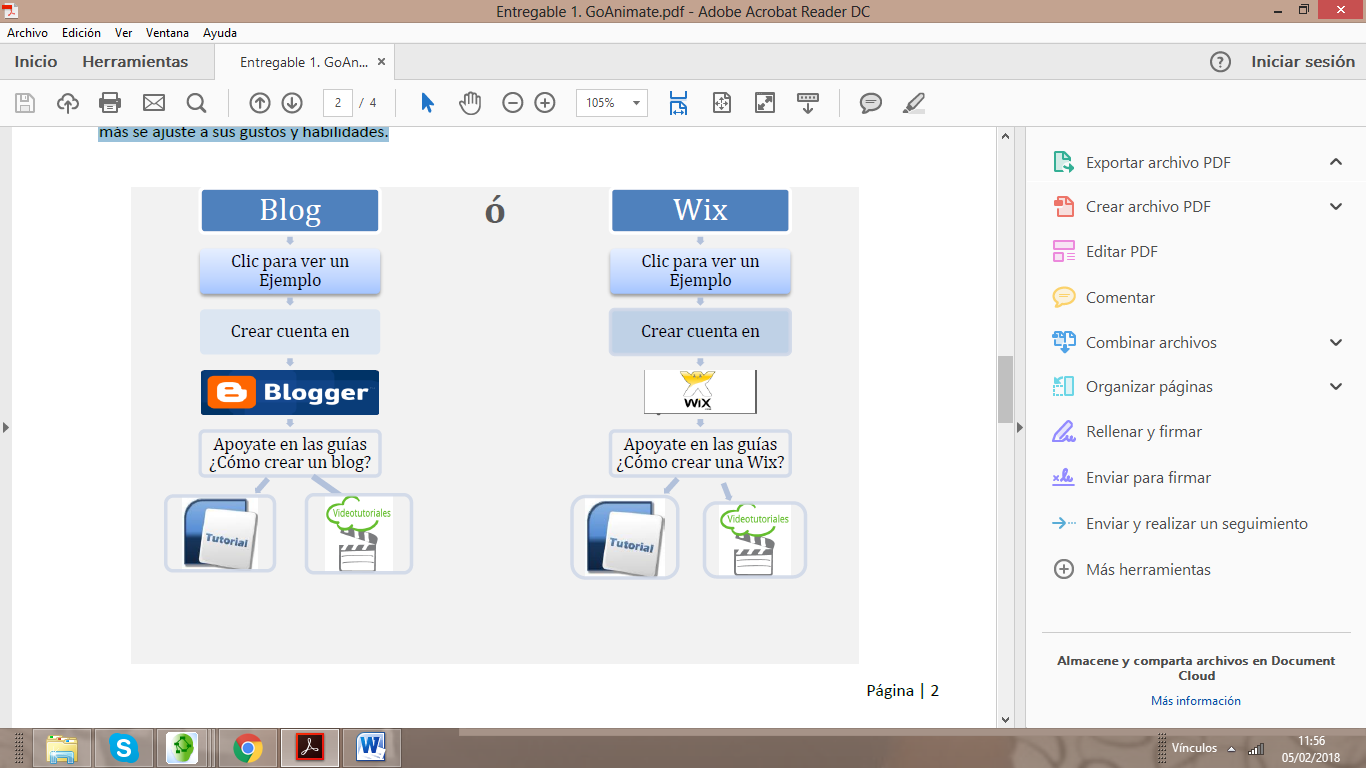 Entregable 1. GoAnimate.pdf - Adobe Acrobat Reader DC
Archivo Edición Ver Ventana Ayuda
Inicio Herramientas Entregable 1. GoAn... × Iniciar sesión
2 / 4 105%
más se ajuste a sus gustos y habilidades.
Blog ó Wix
Clic para ver un
Ejemplo
Clic para ver un
Ejemplo
Crear cuenta en
Crear cuenta en
Blogger
WiX
Apoyate en las guías
¿Cómo crear un blog?
Apoyate en las guías
¿Cómo crear una Wix?
Tutorial
Videotutoriales
Tutorial
Videotutoriales
Página | 2
Exportar archivo PDF
Crear archivo PDF
Editar PDF
Comentar
Combinar archivos
Organizar páginas
Rellenar y firmar
Enviar para firmar
Enviar y realizar un seguimiento
Más herramientas
Almacene y comparta archivos en Document
Cloud
Más información
Vínculos
11:56
05/02/2018